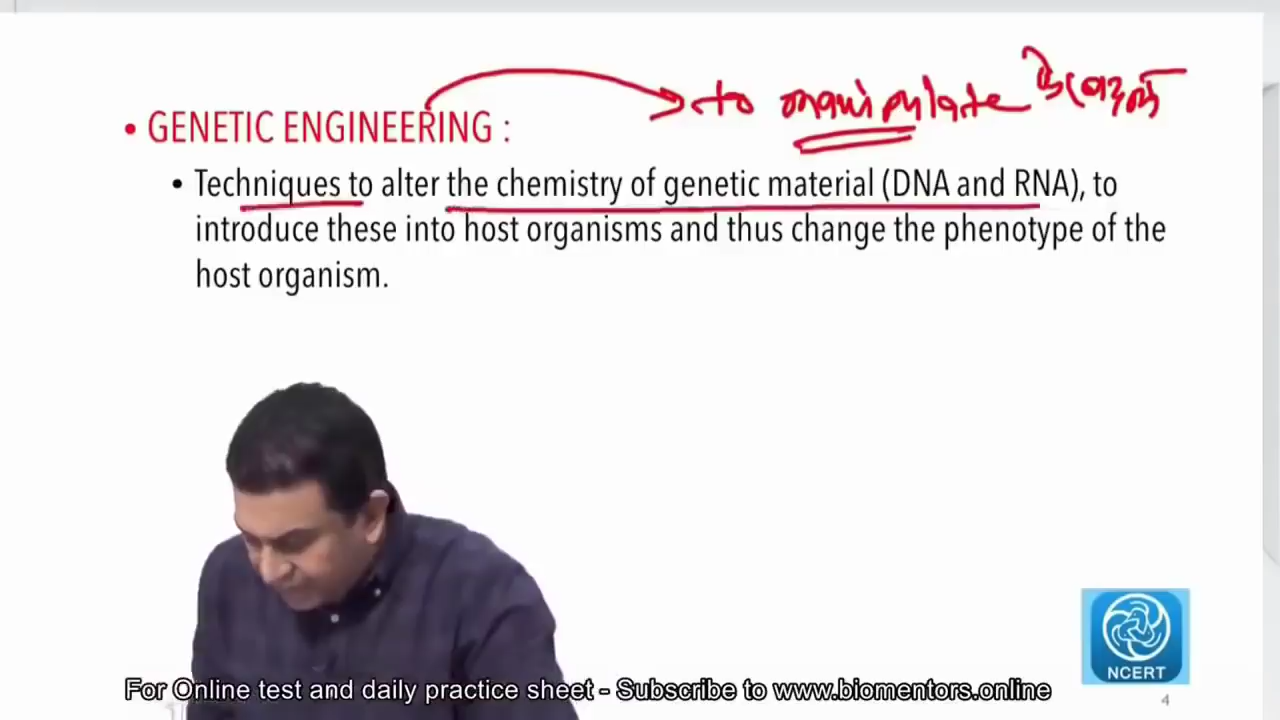 to manipulate
• GENETIC ENGINEERING :
• Techniques to alter the chemistry of genetic material (DNA and RNA), to
introduce these into host organisms and thus change the phenotype of the
host organism.
NCERT
For Online test and daily practice sheet - Subscribe to www.biomentors.online
4